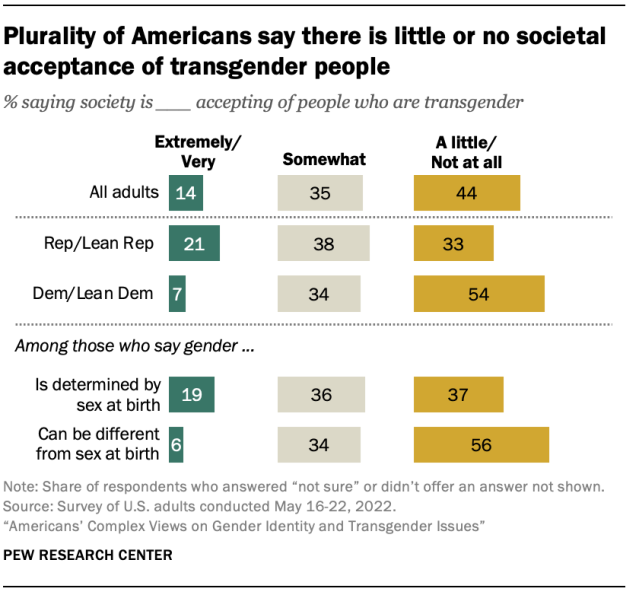 Plurality of Americans say there is little or no societal
acceptance of transgender people
% saying society is ___ accepting of people who are transgender
Extremely/
Very
Somewhat
A little/
Not at all
All adults 14 35 44
Rep/Lean Rep 21 38 33
Dem/Lean Dem 7 34 54
Among those who say gender ...
Is determined by
sex at birth 19 36 37
Can be different
from sex at birth 6 34 56
Note: Share of respondents who answered “not sure” or didn’t offer an answer not shown.
Source: Survey of U.S. adults conducted May 16-22, 2022.
“Americans’ Complex Views on Gender Identity and Transgender Issues”
PEW RESEARCH CENTER